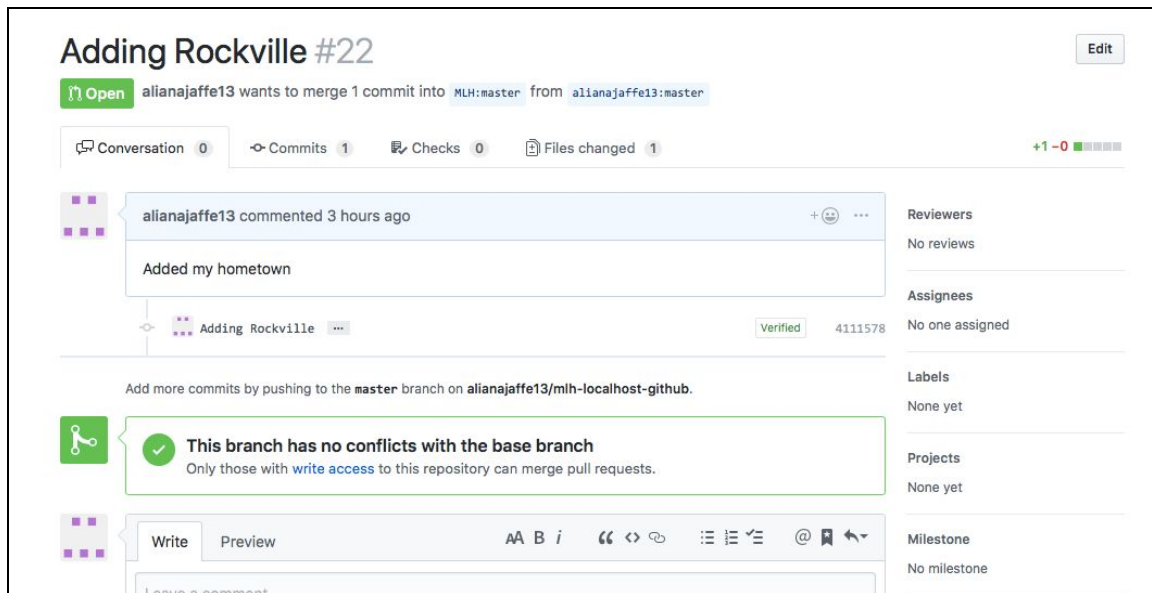 Adding Rockville #22
Edit
Open alianajaffe13 wants to merge 1 commit into MLH:master from alianajaffe13:master
Conversation 0 Commits 1 Checks 0 Files changed 1
+1 −0
alianajaffe13 commented 3 hours ago
Added my hometown
Adding Rockville ...
Verified 4111578
Add more commits by pushing to the master branch on alianajaffe13/mlh-localhost-github.
This branch has no conflicts with the base branch
Only those with write access to this repository can merge pull requests.
Write Preview
AA B i
Leave a comment
Reviewers
No reviews
Assignees
No one assigned
Labels
None yet
Projects
None yet
Milestone
No milestone